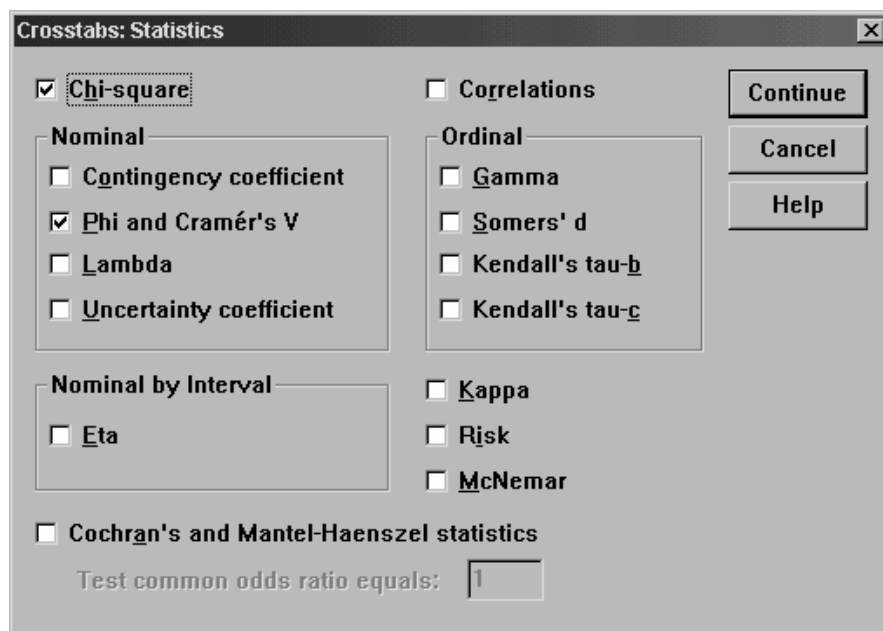 Crosstabs: Statistics
Chi-square
Correlations
Continue
Cancel
Help
Nominal
Contingency coefficient
Phi and Cramér's V
Lambda
Uncertainty coefficient
Ordinal
Gamma
Somers' d
Kendall's tau-b
Kendall's tau-c
Nominal by Interval
Eta
Kappa
Risk
McNemar
Cochran's and Mantel-Haenszel statistics
Test common odds ratio equals: 1